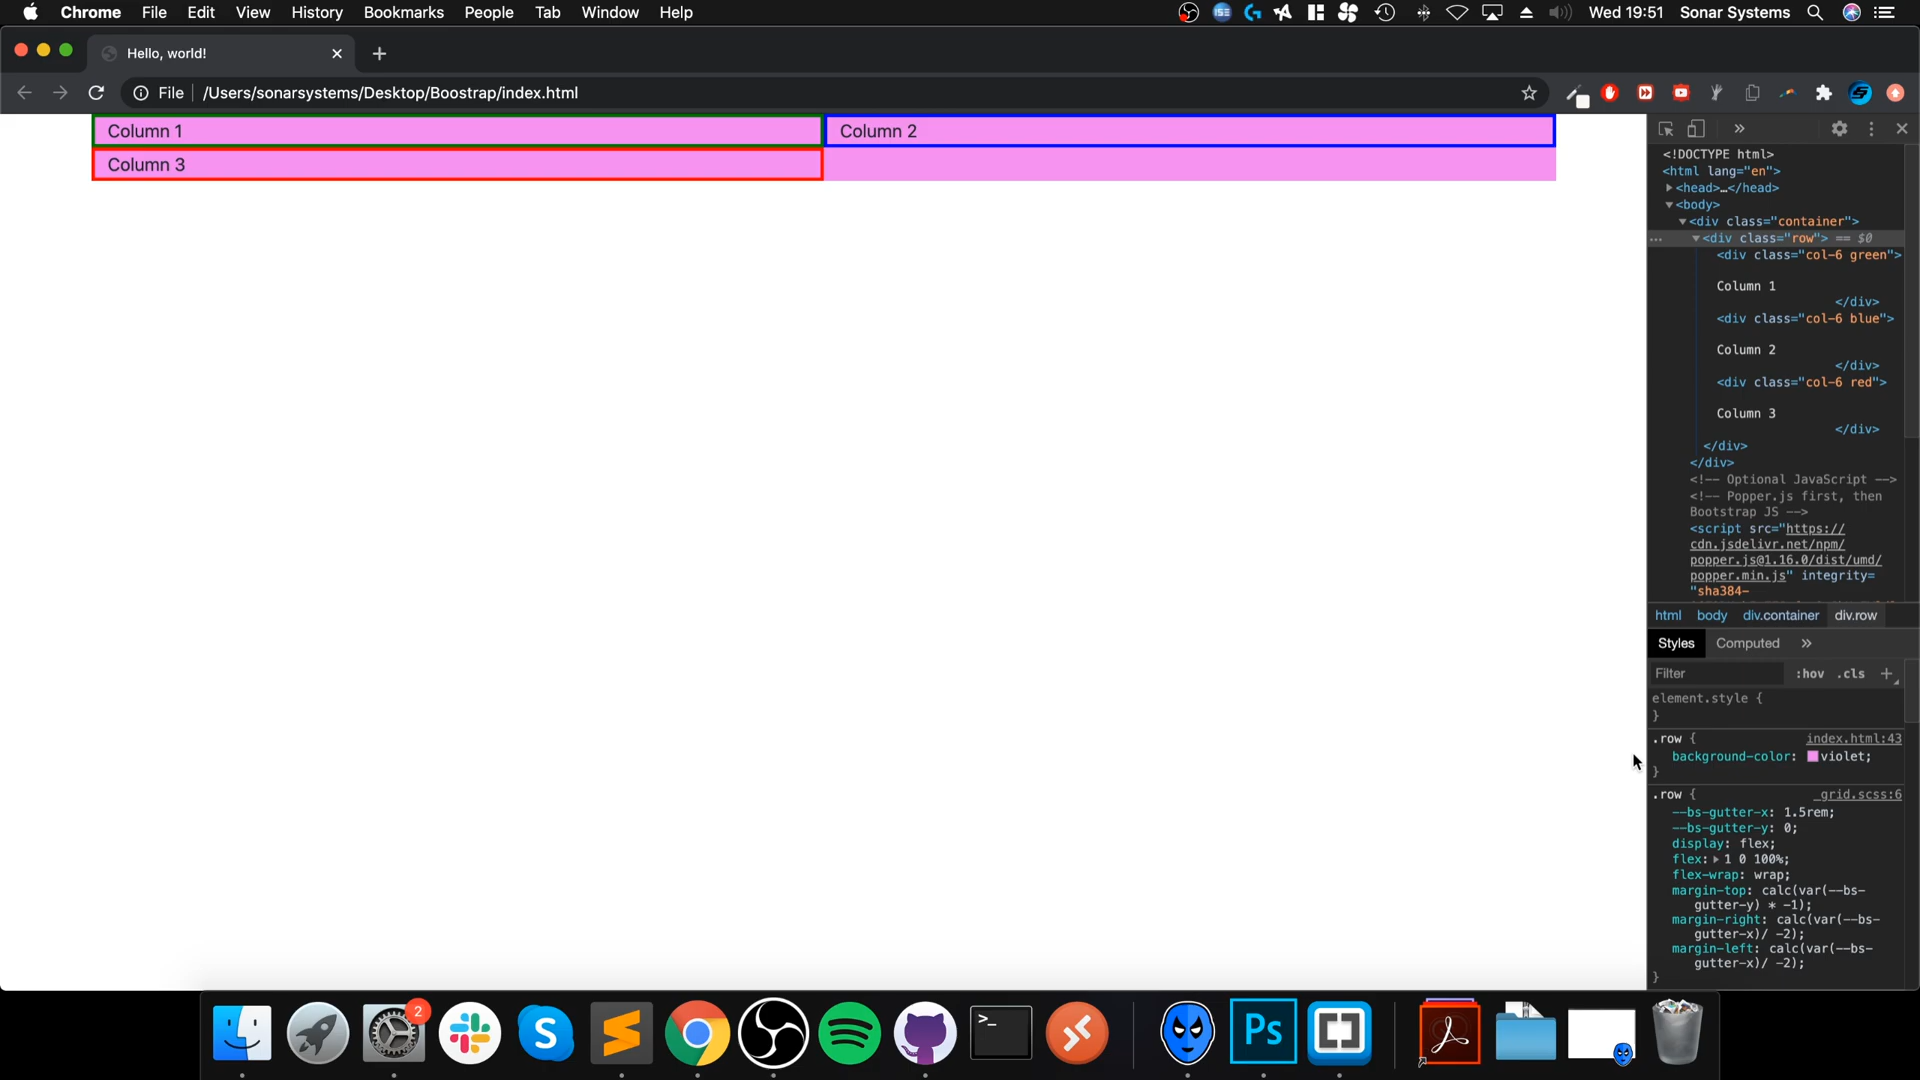 Chrome File Edit View History Bookmarks People Tab Window Help Wed 19:51 Sonar Systems
Hello, world!
File /Users/sonarsystems/Desktop/Boostrap/index.html
Column 1 Column 2
Column 3
<!DOCTYPE html>
<html lang="en">
<head>…</head>
<body>
<div class="container">
<div class="row"> == $0
<div class="col-6 green">
Column 1
</div>
<div class="col-6 blue">
Column 2
</div>
<div class="col-6 red">
Column 3
</div>
</div>
</div>
<!-- Optional JavaScript -->
<!-- Popper.js first, then
Bootstrap JS -->
<script src="https://
cdn.jsdelivr.net/npm/
popper.js@1.16.0/dist/umd/
popper.min.js" integrity=
"sha384-
html body div.container div.row
Styles Computed
Filter :hov .cls
element.style {
}
.row { index.html:43
background-color: violet;
}
.row { _grid.scss:6
--bs-gutter-x: 1.5rem;
--bs-gutter-y: 0;
display: flex;
flex: 1 0 100%;
flex-wrap: wrap;
margin-top: calc(var(--bs-
gutter-y) * -1);
margin-right: calc(var(--bs-
gutter-x)/ -2);
margin-left: calc(var(--bs-
gutter-x)/ -2);
}
2
S
>_
Ps